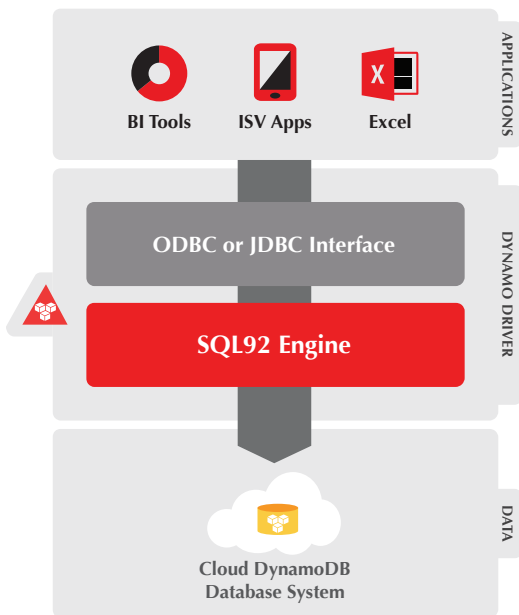 APPLICATIONS
X
BI Tools
ISV Apps
Excel
DYNAMO DRIVER
ODBC or JDBC Interface
SQL92 Engine
DATA
Cloud DynamoDB
Database System